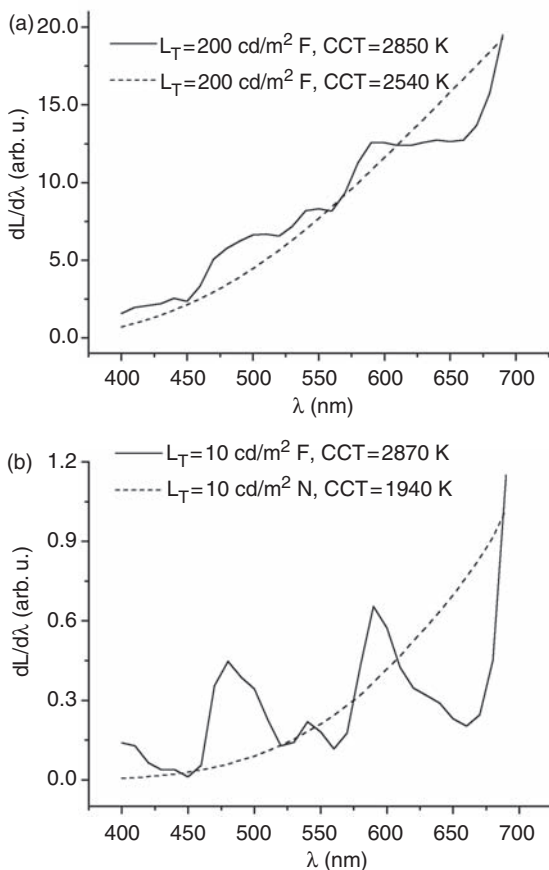 (a)
L_T=200 cd/m² F, CCT=2850 K
L_T=200 cd/m² F, CCT=2540 K
20.0
15.0
10.0
5.0
0.0
dL/dλ (arb. u.)
400 450 500 550 600 650 700
λ (nm)
(b)
L_T=10 cd/m² F, CCT=2870 K
L_T=10 cd/m² N, CCT=1940 K
1.2
0.9
0.6
0.3
0.0
dL/dλ (arb. u.)
400 450 500 550 600 650 700
λ (nm)